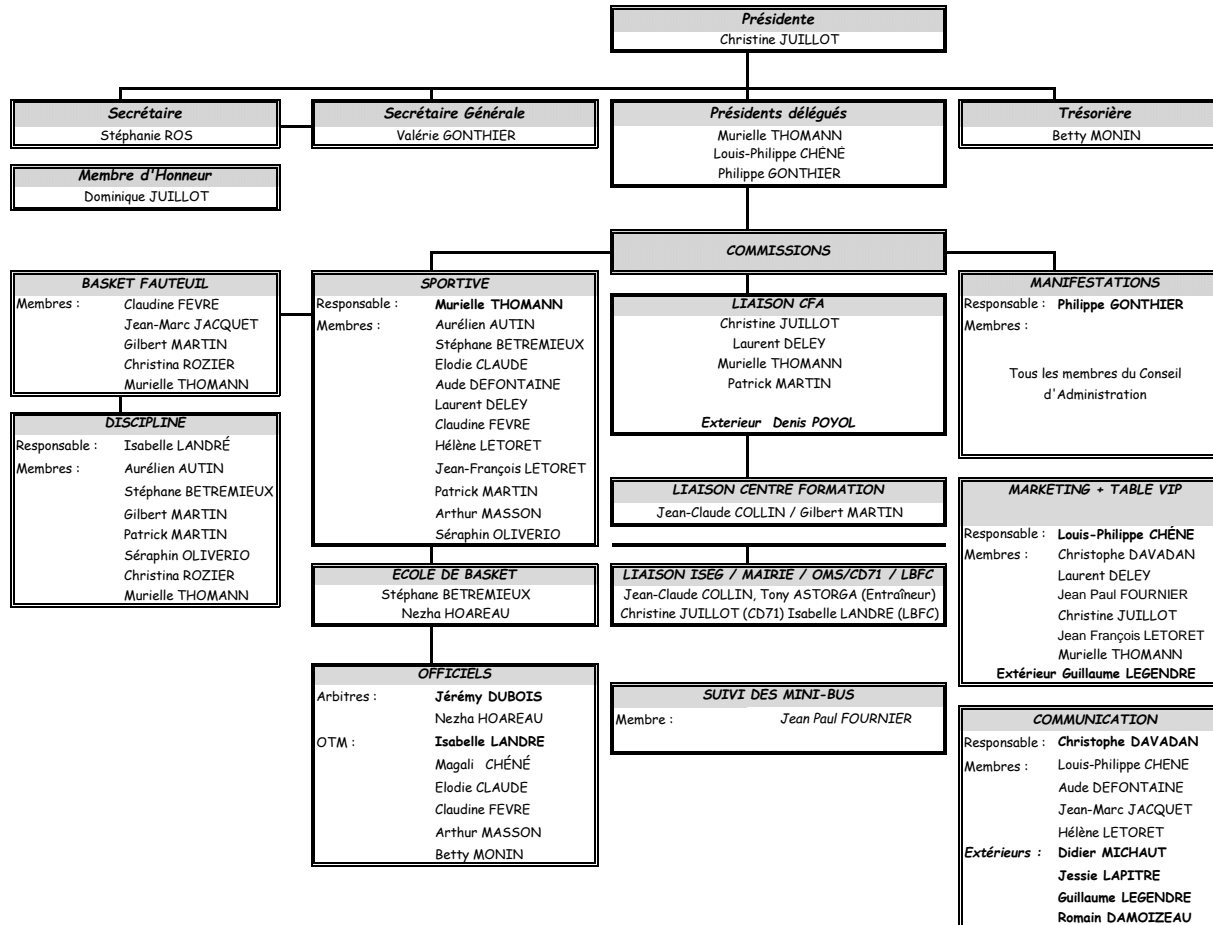 Présidente
Christine JUILLOT
Secrétaire
Stéphanie ROS
Secrétaire Générale
Valérie GONTHIER
Présidents délégués
Murielle THOMANN
Louis-Philippe CHÉNÉ
Philippe GONTHIER
Trésorière
Betty MONIN
Membre d'Honneur
Dominique JUILLOT
COMMISSIONS
BASKET FAUTEUIL
Membres : Claudine FEVRE
Jean-Marc JACQUET
Gilbert MARTIN
Christina ROZIER
Murielle THOMANN
DISCIPLINE
Responsable : Isabelle LANDRÉ
Membres : Aurélien AUTIN
Stéphane BETREMIEUX
Gilbert MARTIN
Patrick MARTIN
Séraphin OLIVERIO
Christina ROZIER
Murielle THOMANN
SPORTIVE
Responsable : Murielle THOMANN
Membres : Aurélien AUTIN
Stéphane BETREMIEUX
Elodie CLAUDE
Aude DEFONTAINE
Laurent DELEY
Claudine FEVRE
Hélène LETORET
Jean-François LETORET
Patrick MARTIN
Arthur MASSON
Séraphin OLIVERIO
ECOLE DE BASKET
Stéphane BETREMIEUX
Nezha HOAREAU
OFFICIELS
Arbitres : Jérémy DUBOIS
Nezha HOAREAU
OTM : Isabelle LANDRE
Magali CHÉNÉ
Elodie CLAUDE
Claudine FEVRE
Arthur MASSON
Betty MONIN
LIAISON CFA
Christine JUILLOT
Laurent DELEY
Murielle THOMANN
Patrick MARTIN
Exterieur Denis POYOL
LIAISON CENTRE FORMATION
Jean-Claude COLLIN / Gilbert MARTIN
LIAISON ISEG / MAIRIE / OMS/CD71 / LBFC
Jean-Claude COLLIN, Tony ASTORGA (Entraîneur)
Christine JUILLOT (CD71) Isabelle LANDRE (LBFC)
SUIVI DES MINI-BUS
Membre : Jean Paul FOURNIER
MANIFESTATIONS
Responsable : Philippe GONTHIER
Membres :
Tous les membres du Conseil
d'Administration
MARKETING + TABLE VIP
Responsable : Louis-Philippe CHÉNE
Membres : Christophe DAVADAN
Laurent DELEY
Jean Paul FOURNIER
Christine JUILLOT
Jean François LETORET
Murielle THOMANN
Extérieur Guillaume LEGENDRE
COMMUNICATION
Responsable : Christophe DAVADAN
Membres : Louis-Philippe CHENE
Aude DEFONTAINE
Jean-Marc JACQUET
Hélène LETORET
Extérieurs : Didier MICHAUT
Jessie LAPITRE
Guillaume LEGENDRE
Romain DAMOIZEAU